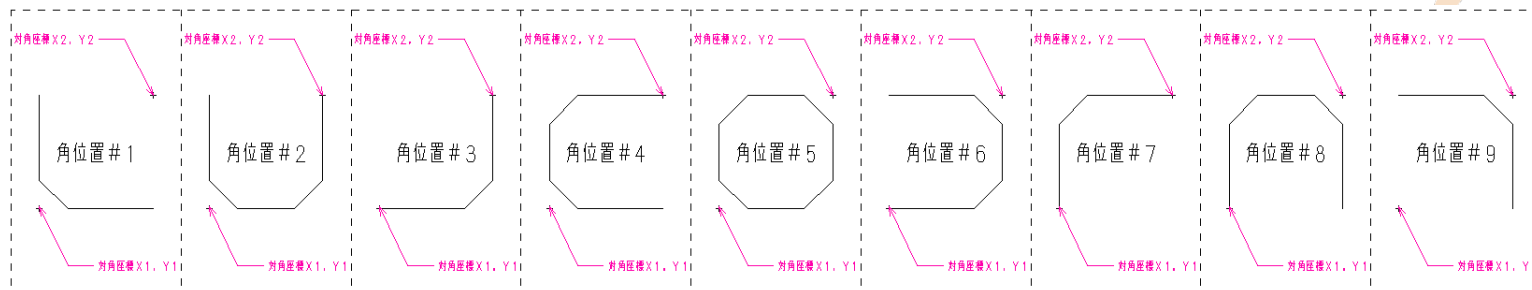 対角座標X2, Y2
対角座標X2, Y2
対角座標X2, Y2
対角座標X2, Y2
対角座標X2, Y2
対角座標X2, Y2
対角座標X2, Y2
対角座標X2, Y2
対角座標X2, Y2
角位置#1
角位置#2
角位置#3
角位置#4
角位置#5
角位置#6
角位置#7
角位置#8
角位置#9
対角座標X1, Y1
対角座標X1, Y1
対角座標X1, Y1
対角座標X1, Y1
対角座標X1, Y1
対角座標X1, Y1
対角座標X1, Y1
対角座標X1, Y1
対角座標X1, Y